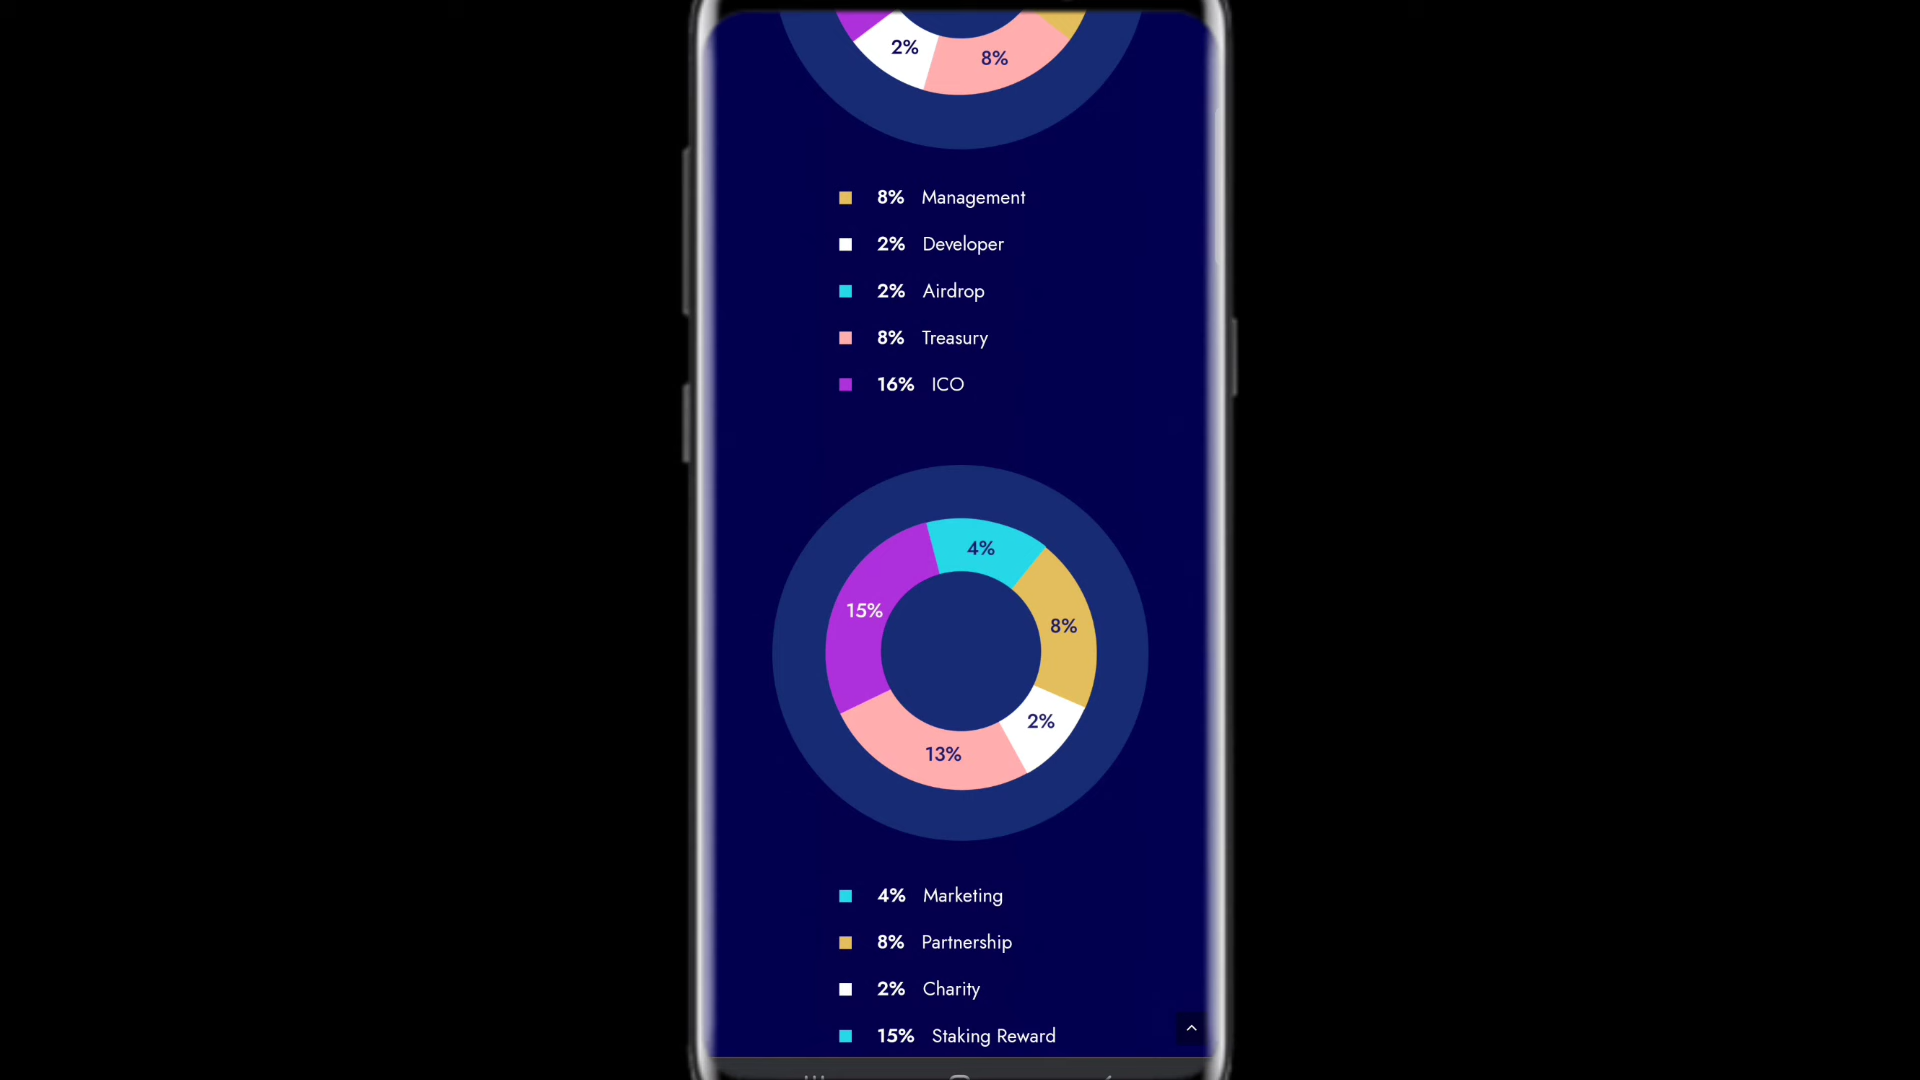 2%
8%
8% Management
2% Developer
2% Airdrop
8% Treasury
16% ICO
4%
15%
8%
2%
13%
4% Marketing
8% Partnership
2% Charity
15% Staking Reward